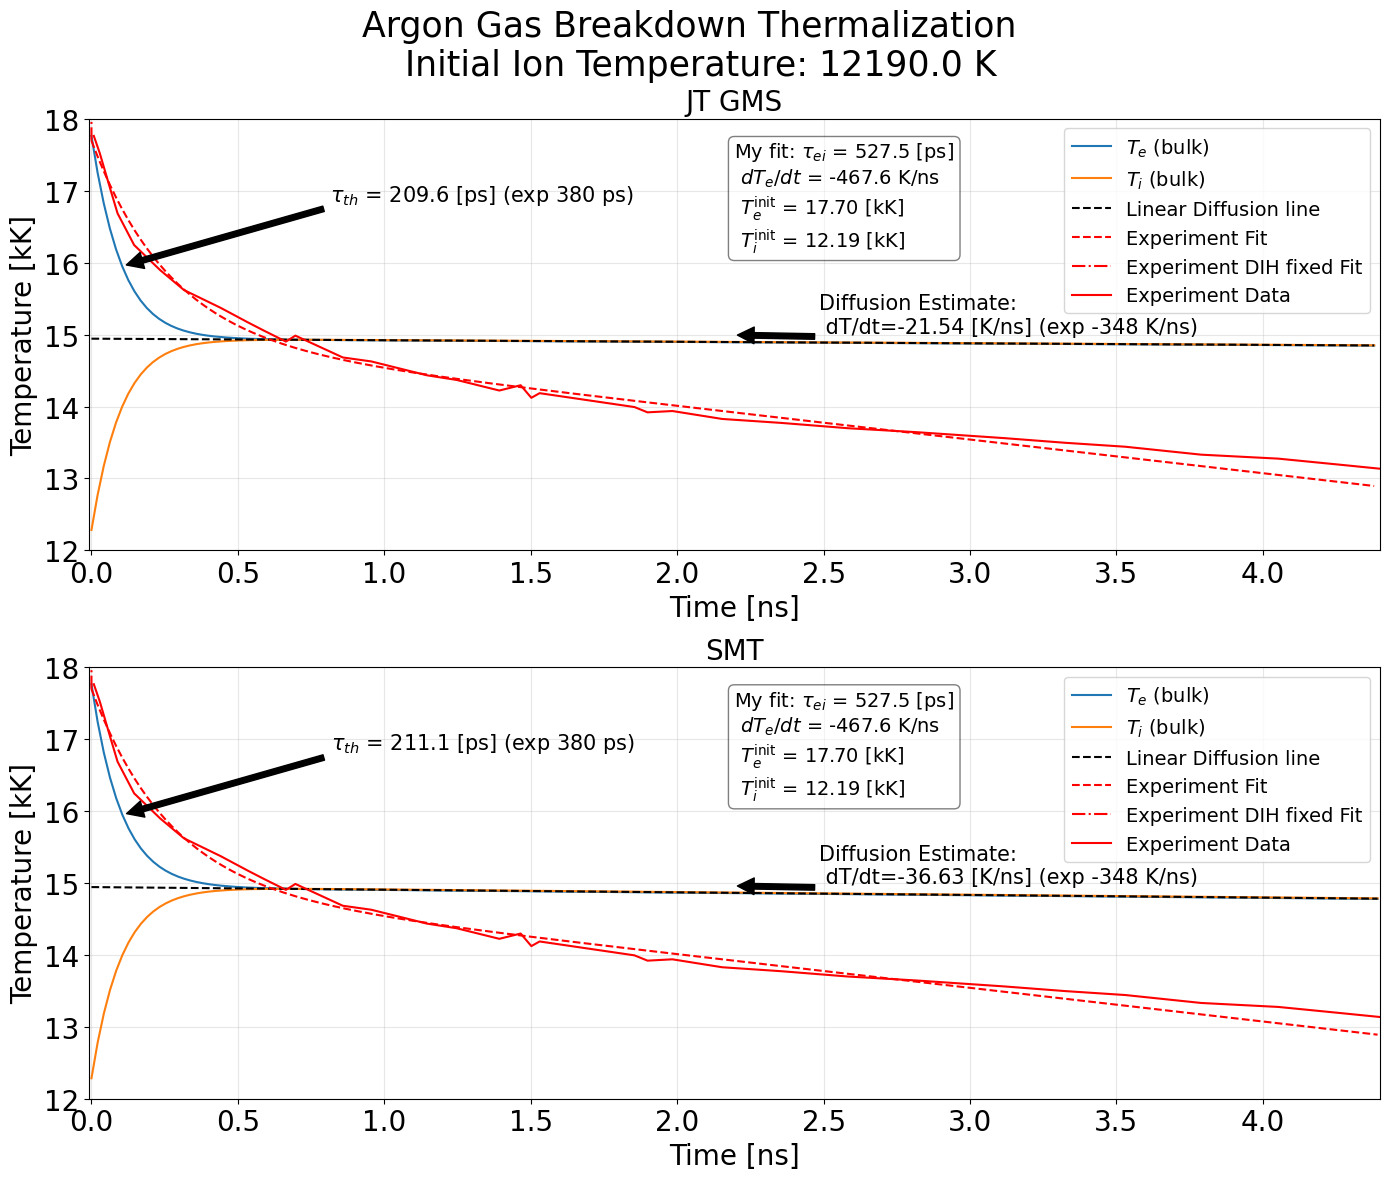 Argon Gas Breakdown Thermalization
Initial Ion Temperature: 12190.0 K
JT GMS
Temperature [kK]
18
17
16
15
14
13
12
τ_th = 209.6 [ps] (exp 380 ps)
My fit: τ_ei = 527.5 [ps]
dT_e/dt = -467.6 K/ns
T_e^init = 17.70 [kK]
T_i^init = 12.19 [kK]
T_e (bulk)
T_i (bulk)
Linear Diffusion line
Experiment Fit
Experiment DIH fixed Fit
Experiment Data
Diffusion Estimate:
dT/dt=-21.54 [K/ns] (exp -348 K/ns)
0.0 0.5 1.0 1.5 2.0 2.5 3.0 3.5 4.0
Time [ns]
SMT
Temperature [kK]
18
17
16
15
14
13
12
τ_th = 211.1 [ps] (exp 380 ps)
My fit: τ_ei = 527.5 [ps]
dT_e/dt = -467.6 K/ns
T_e^init = 17.70 [kK]
T_i^init = 12.19 [kK]
T_e (bulk)
T_i (bulk)
Linear Diffusion line
Experiment Fit
Experiment DIH fixed Fit
Experiment Data
Diffusion Estimate:
dT/dt=-36.63 [K/ns] (exp -348 K/ns)
0.0 0.5 1.0 1.5 2.0 2.5 3.0 3.5 4.0
Time [ns]